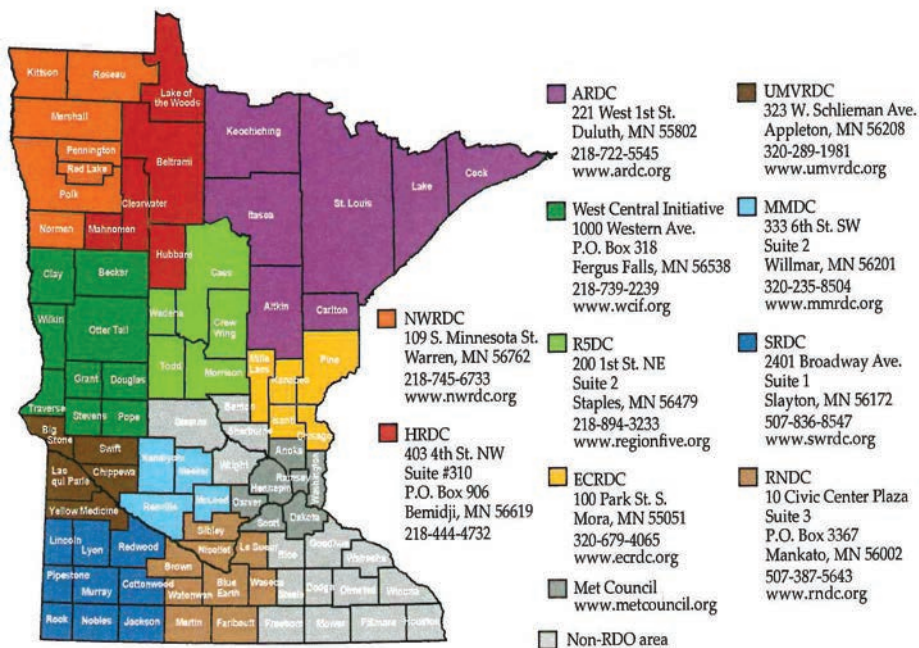 Kittson
Roseau
Lake of
the Woods
Marshall
Koochiching
Pennington
Beltrami
Red Lake
Cook
Polk
Clearwater
St. Louis
Lake
Itasca
Norman
Mahnomen
Hubbard
Cass
Clay
Becker
Wadena
Aitkin
Carlton
Crow
Wing
Wilkin
Otter Tail
Mille
Lacs
Pine
Todd
Kanabec
Grant
Douglas
Morrison
Traverse
Stevens
Pope
Stearns
Benton
Isanti
Big
Stone
Sherburne
Chisago
Swift
Anoka
Kandiyohi
Meeker
Wright
Ramsey
Washington
Lac
qui Parle
Chippewa
Hennepin
Renville
McLeod
Carver
Yellow Medicine
Scott
Dakota
Sibley
Lincoln
Lyon
Redwood
Nicollet
Le Sueur
Rice
Goodhue
Wabasha
Brown
Pipestone
Murray
Cottonwood
Watonwan
Blue
Earth
Waseca
Steele
Dodge
Olmsted
Winona
Rock
Nobles
Jackson
Martin
Faribault
Freeborn
Mower
Fillmore
Houston
NWRDC
109 S. Minnesota St.
Warren, MN 56762
218-745-6733
www.nwrdc.org
HRDC
403 4th St. NW
Suite #310
P.O. Box 906
Bemidji, MN 56619
218-444-4732
ARDC
221 West 1st St.
Duluth, MN 55802
218-722-5545
www.ardc.org
West Central Initiative
1000 Western Ave.
P.O. Box 318
Fergus Falls, MN 56538
218-739-2239
www.wcif.org
R5DC
200 1st St. NE
Suite 2
Staples, MN 56479
218-894-3233
www.regionfive.org
ECRDC
100 Park St. S.
Mora, MN 55051
320-679-4065
www.ecrdc.org
Met Council
www.metcouncil.org
Non-RDO area
UMVRDC
323 W. Schlieman Ave.
Appleton, MN 56208
320-289-1981
www.umvrdc.org
MMDC
333 6th St. SW
Suite 2
Willmar, MN 56201
320-235-8504
www.mmrdc.org
SRDC
2401 Broadway Ave.
Suite 1
Slayton, MN 56172
507-836-8547
www.swrdc.org
RNDC
10 Civic Center Plaza
Suite 3
P.O. Box 3367
Mankato, MN 56002
507-387-5643
www.rndc.org